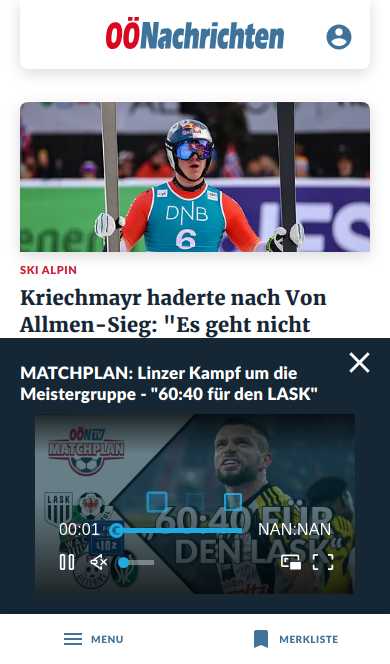 OÖNachrichten
DNB
6
SKI ALPIN
Kriechmayr haderte nach Von
Allmen-Sieg: "Es geht nicht
MATCHPLAN: Linzer Kampf um die
Meistergruppe - "60:40 für den LASK"
OÖN TV
MATCHPLAN
LASK
LINZ
60:40 FÜR
DEN LASK
00:01
NAN:NAN
MENU
MERKLISTE